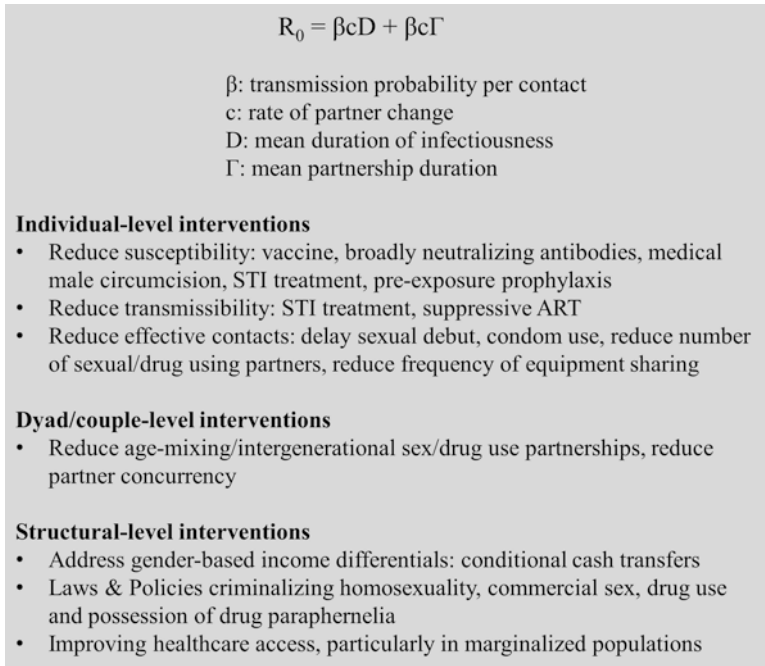 R₀ = βcD + βcΓ
β: transmission probability per contact
c: rate of partner change
D: mean duration of infectiousness
Γ: mean partnership duration
Individual-level interventions
• Reduce susceptibility: vaccine, broadly neutralizing antibodies, medical
male circumcision, STI treatment, pre-exposure prophylaxis
• Reduce transmissibility: STI treatment, suppressive ART
• Reduce effective contacts: delay sexual debut, condom use, reduce number
of sexual/drug using partners, reduce frequency of equipment sharing
Dyad/couple-level interventions
• Reduce age-mixing/intergenerational sex/drug use partnerships, reduce
partner concurrency
Structural-level interventions
• Address gender-based income differentials: conditional cash transfers
• Laws & Policies criminalizing homosexuality, commercial sex, drug use
and possession of drug paraphernelia
• Improving healthcare access, particularly in marginalized populations